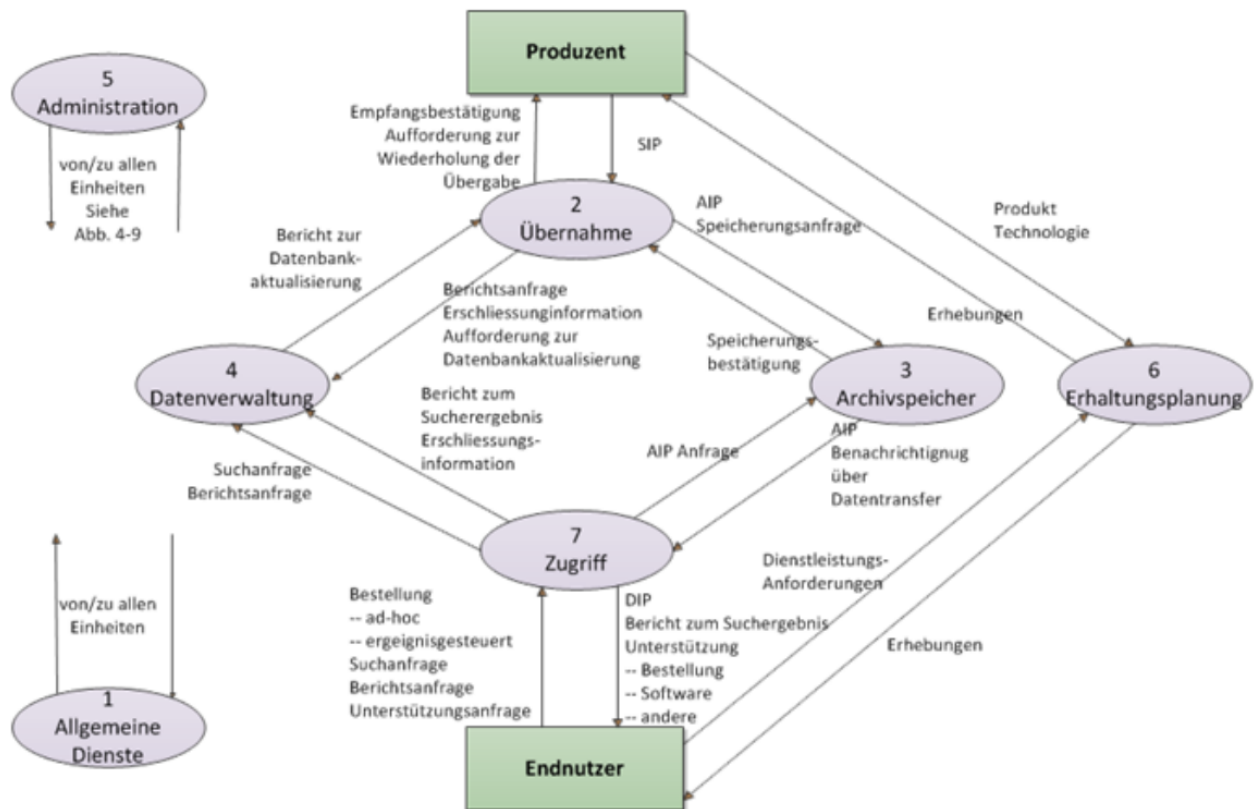 Produzent
5
Administration
von/zu allen
Einheiten
Siehe
Abb. 4-9
Empfangsbestätigung
Aufforderung zur
Wiederholung der
Übergabe
SIP
2
Übernahme
AIP
Speicherungsanfrage
Produkt
Technologie
Bericht zur
Datenbank-
aktualisierung
Berichtsanfrage
Erschliessunginformation
Aufforderung zur
Datenbankaktualisierung
Speicherungs-
bestätigung
Erhebungen
4
Datenverwaltung
3
Archivspeicher
6
Erhaltungsplanung
Bericht zum
Sucherergebnis
Erschliessungs-
information
AIP Anfrage
AIP
Benachrichtignug
über
Datentransfer
Suchanfrage
Berichtsanfrage
7
Zugriff
Dienstleistungs-
Anforderungen
Erhebungen
von/zu allen
Einheiten
1
Allgemeine
Dienste
Bestellung
-- ad-hoc
-- ergeignisgesteuert
Suchanfrage
Berichtsanfrage
Unterstützungsanfrage
DIP
Bericht zum Suchergebnis
Unterstützung
-- Bestellung
-- Software
-- andere
Endnutzer